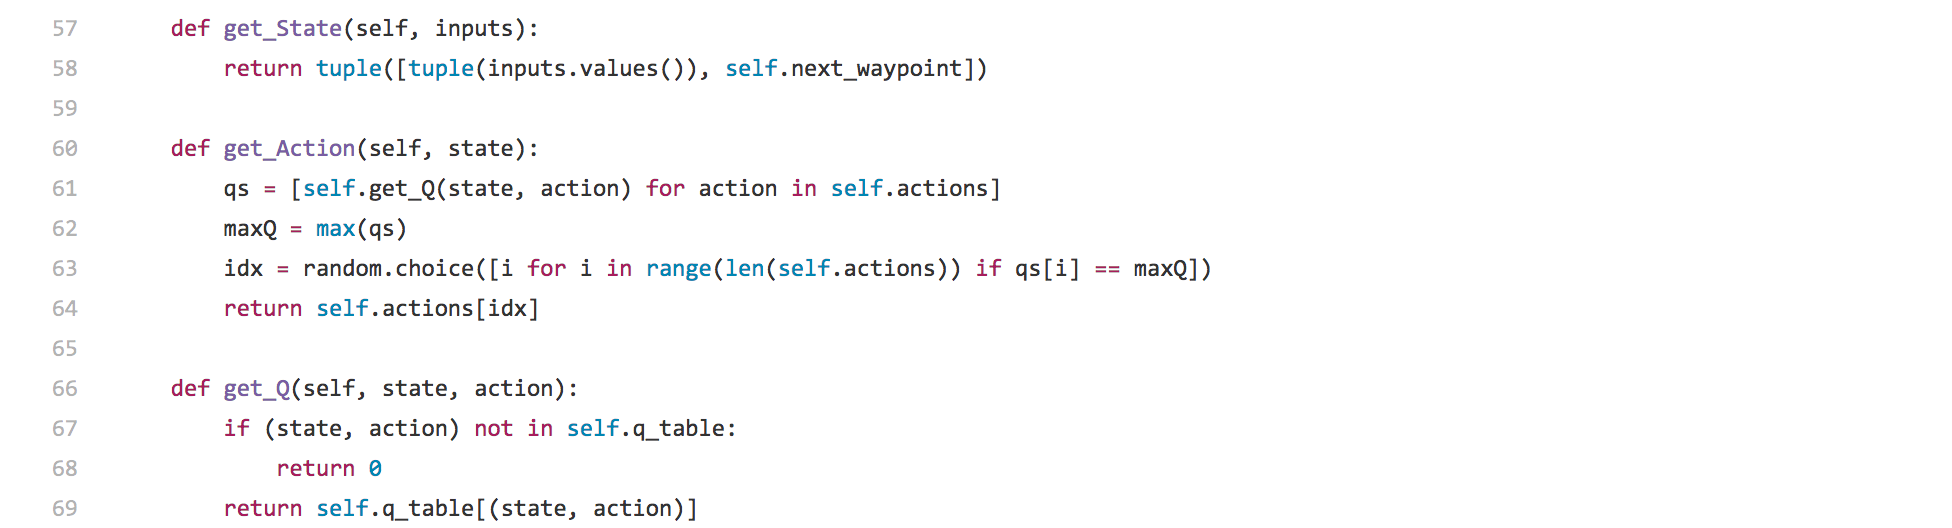 57 def get_State(self, inputs):
58 return tuple([tuple(inputs.values()), self.next_waypoint])
59
60 def get_Action(self, state):
61 qs = [self.get_Q(state, action) for action in self.actions]
62 maxQ = max(qs)
63 idx = random.choice([i for i in range(len(self.actions)) if qs[i] == maxQ])
64 return self.actions[idx]
65
66 def get_Q(self, state, action):
67 if (state, action) not in self.q_table:
68 return 0
69 return self.q_table[(state, action)]